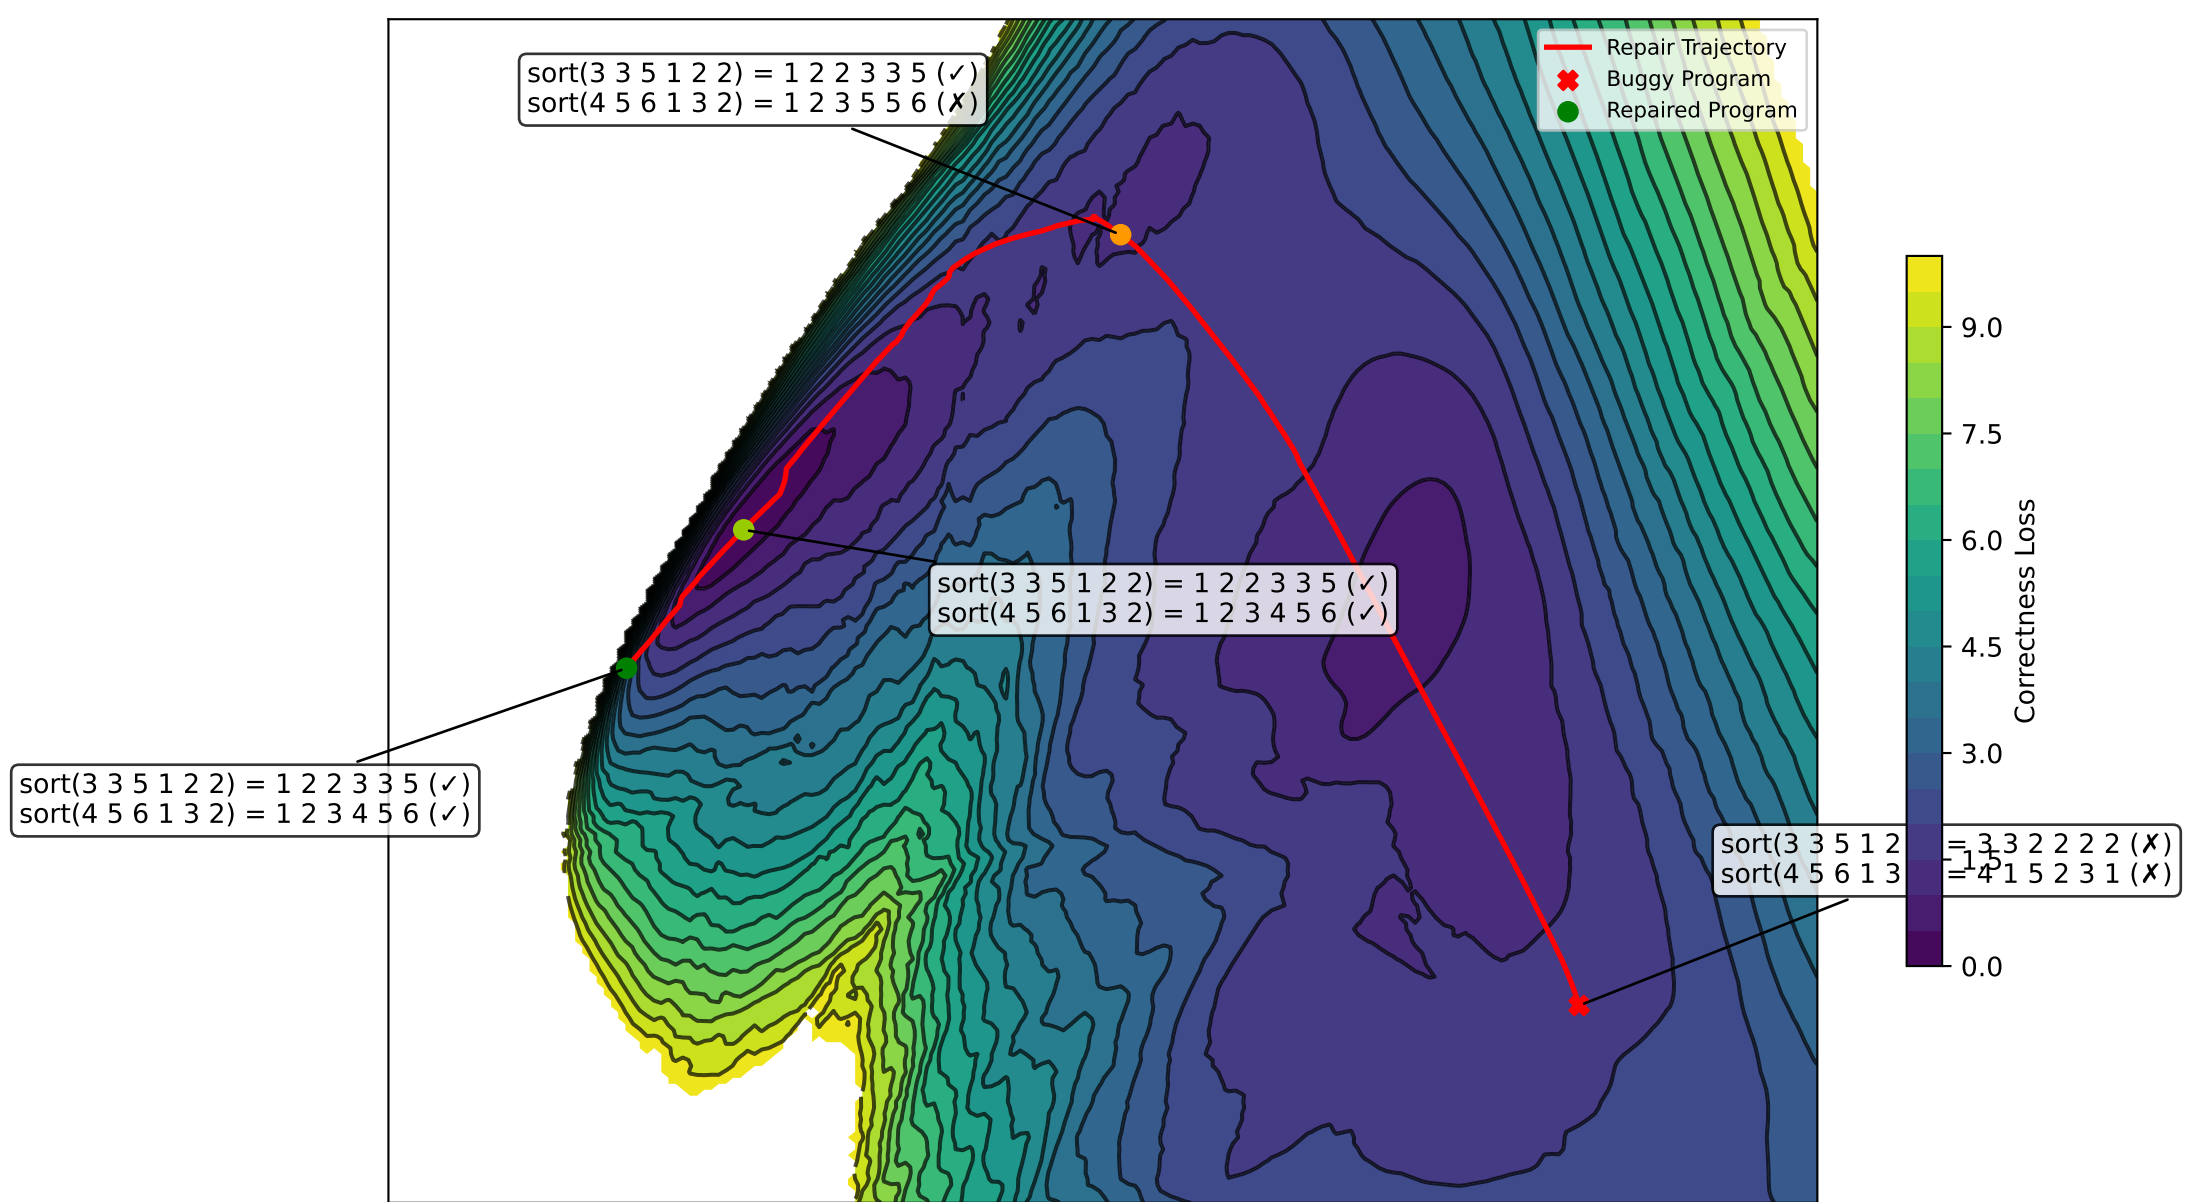 sort(3 3 5 1 2 2) = 1 2 2 3 3 5 (✓)
sort(4 5 6 1 3 2) = 1 2 3 5 5 6 (✗)
Repair Trajectory
Buggy Program
Repaired Program
sort(3 3 5 1 2 2) = 1 2 2 3 3 5 (✓)
sort(4 5 6 1 3 2) = 1 2 3 4 5 6 (✓)
sort(3 3 5 1 2 2) = 1 2 2 3 3 5 (✓)
sort(4 5 6 1 3 2) = 1 2 3 4 5 6 (✓)
sort(3 3 5 1 2 = 3 3 2 2 2 2 (✗)
sort(4 5 6 1 3 = 4 1 5 2 3 1 (✗)
9.0
7.5
6.0
4.5
3.0
1.5
0.0
Correctness Loss